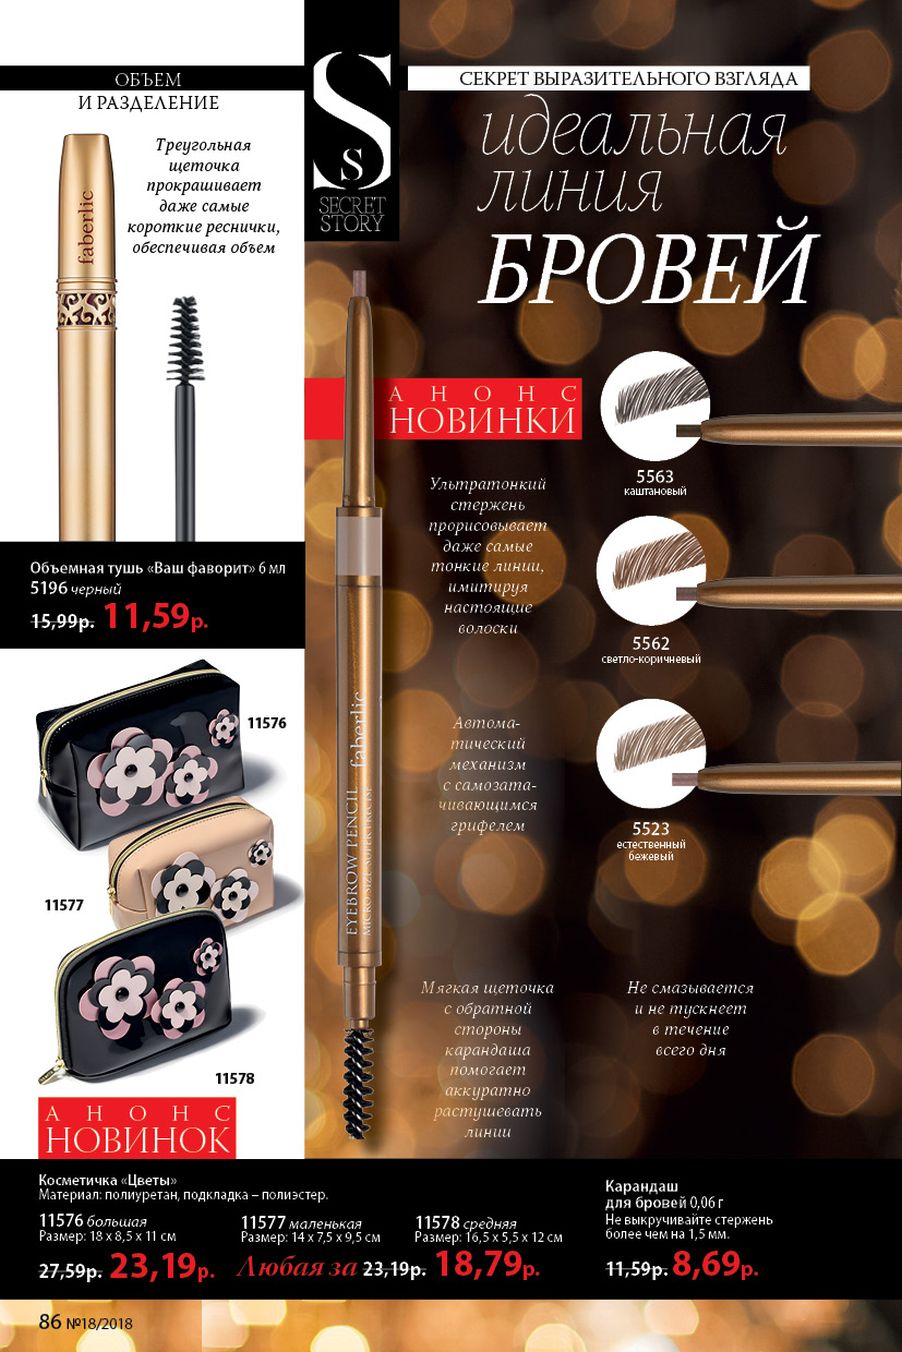 ОБЪЕМ
И РАЗДЕЛЕНИЕ
Треугольная
щеточка
прокрашивает
даже самые
короткие реснички,
обеспечивая объем
faberlic
Объемная тушь «Ваш фаворит» 6 мл
5196 черный
15,99р. 11,59р.
S
s
SECRET
STORY
СЕКРЕТ ВЫРАЗИТЕЛЬНОГО ВЗГЛЯДА
идеальная
линия
БРОВЕЙ
АНОНС
НОВИНКИ
Ультратонкий
стержень
прорисовывает
даже самые
тонкие линии,
имитируя
настоящие
волоски
Автома-
тический
механизм
с самозата-
чивающимся
грифелем
Мягкая щеточка
с обратной
стороны
карандаша
помогает
аккуратно
растушевать
линии
Не смазывается
и не тускнеет
в течение
всего дня
5563
каштановый
5562
светло-коричневый
5523
естественный
бежевый
faberlic
EYEBROW PENCIL
MICRO SIZE SUPER PRECISE
11576
11577
11578
АНОНС
НОВИНОК
Косметичка «Цветы»
Материал: полиуретан, подкладка – полиэстер.
11576 большая
Размер: 18 x 8,5 x 11 см
27,59р. 23,19р.
11577 маленькая
Размер: 14 x 7,5 x 9,5 см
11578 средняя
Размер: 16,5 x 5,5 x 12 см
Любая за 23,19р. 18,79р.
Карандаш
для бровей 0,06 г
Не выкручивайте стержень
более чем на 1,5 мм.
11,59р. 8,69р.
86 №18/2018